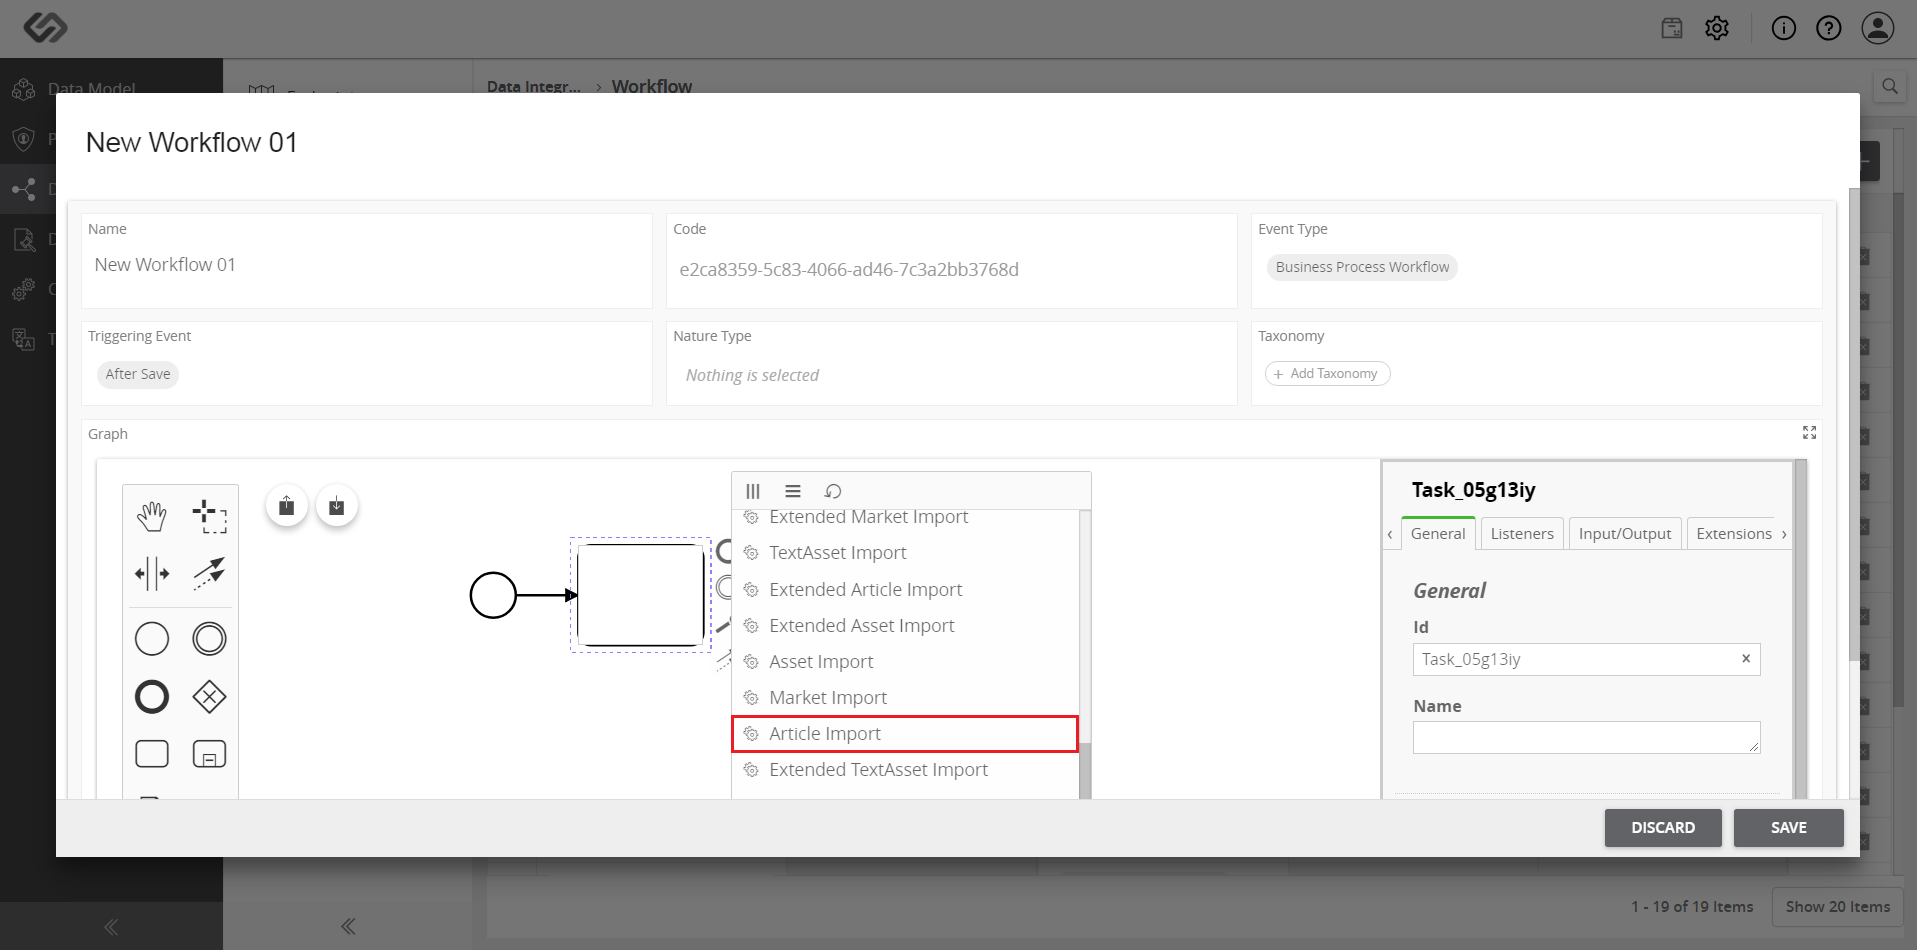 Data Model
Data Integr... › Workflow
New Workflow 01
Name
New Workflow 01
Code
e2ca8359-5c83-4066-ad46-7c3a2bb3768d
Event Type
Business Process Workflow
Triggering Event
After Save
Nature Type
Nothing is selected
Taxonomy
+ Add Taxonomy
Graph
Extended Market Import
TextAsset Import
Extended Article Import
Extended Asset Import
Asset Import
Market Import
Article Import
Extended TextAsset Import
Task_05g13iy
General
Listeners
Input/Output
Extensions
General
Id
Task_05g13iy
Name
DISCARD
SAVE
1 - 19 of 19 Items
Show 20 Items